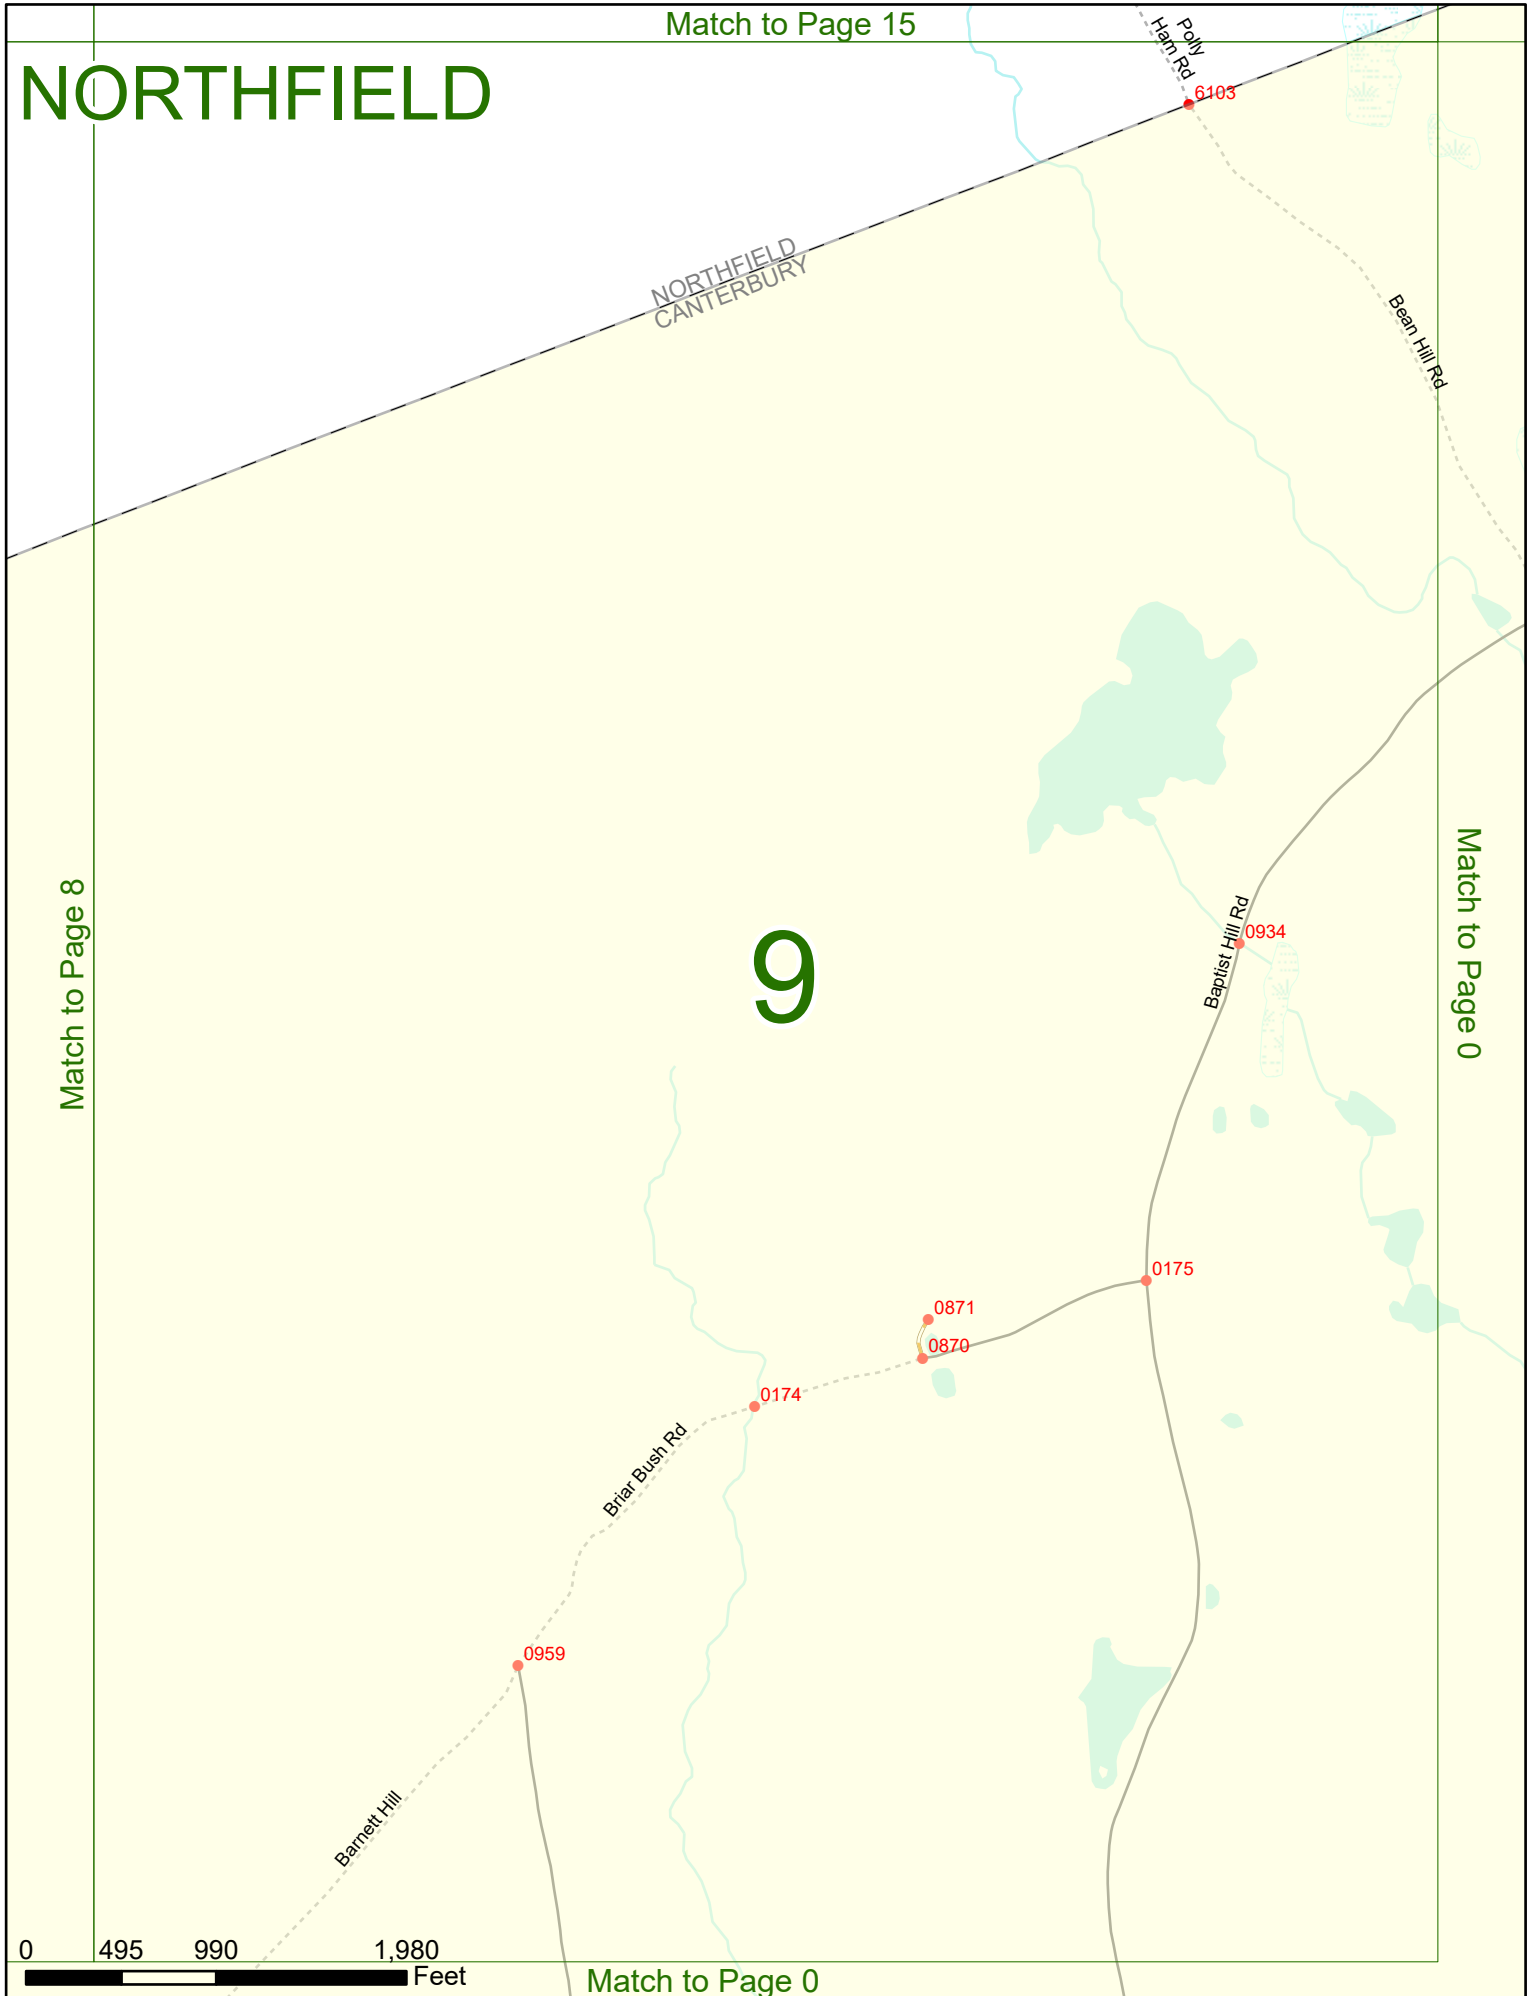 Match to Page 15
NORTHFIELD
Polly
Ham Rd
6103
NORTHFIELD
CANTERBURY
Bean Hill Rd
Match to Page 8
9
Match to Page 0
Baptist Hill Rd
0934
0175
0871
0870
0174
Briar Bush Rd
0959
Barnett Hill
0 495 990 1,980
Feet
Match to Page 0